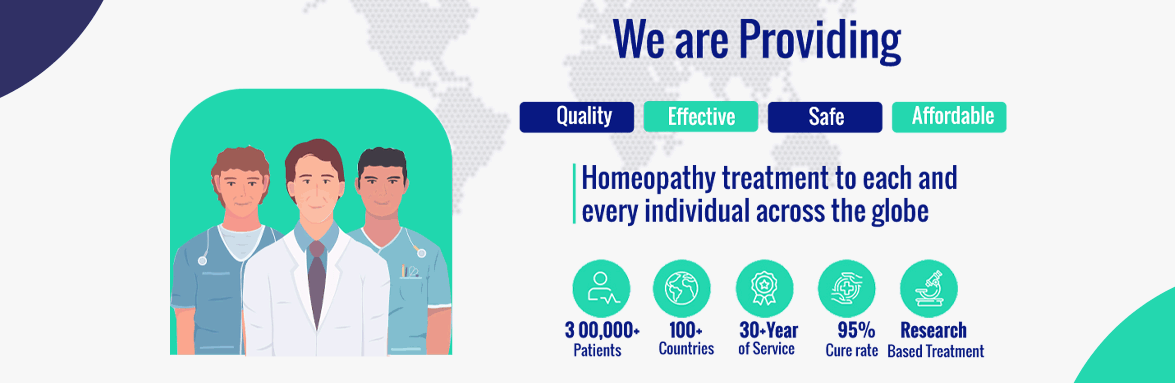 We are Providing
Quality Effective Safe Affordable
Homeopathy treatment to each and
every individual across the globe
3 00,000+ 100+ 30+Year 95% Research
Patients Countries of Service Cure rate Based Treatment